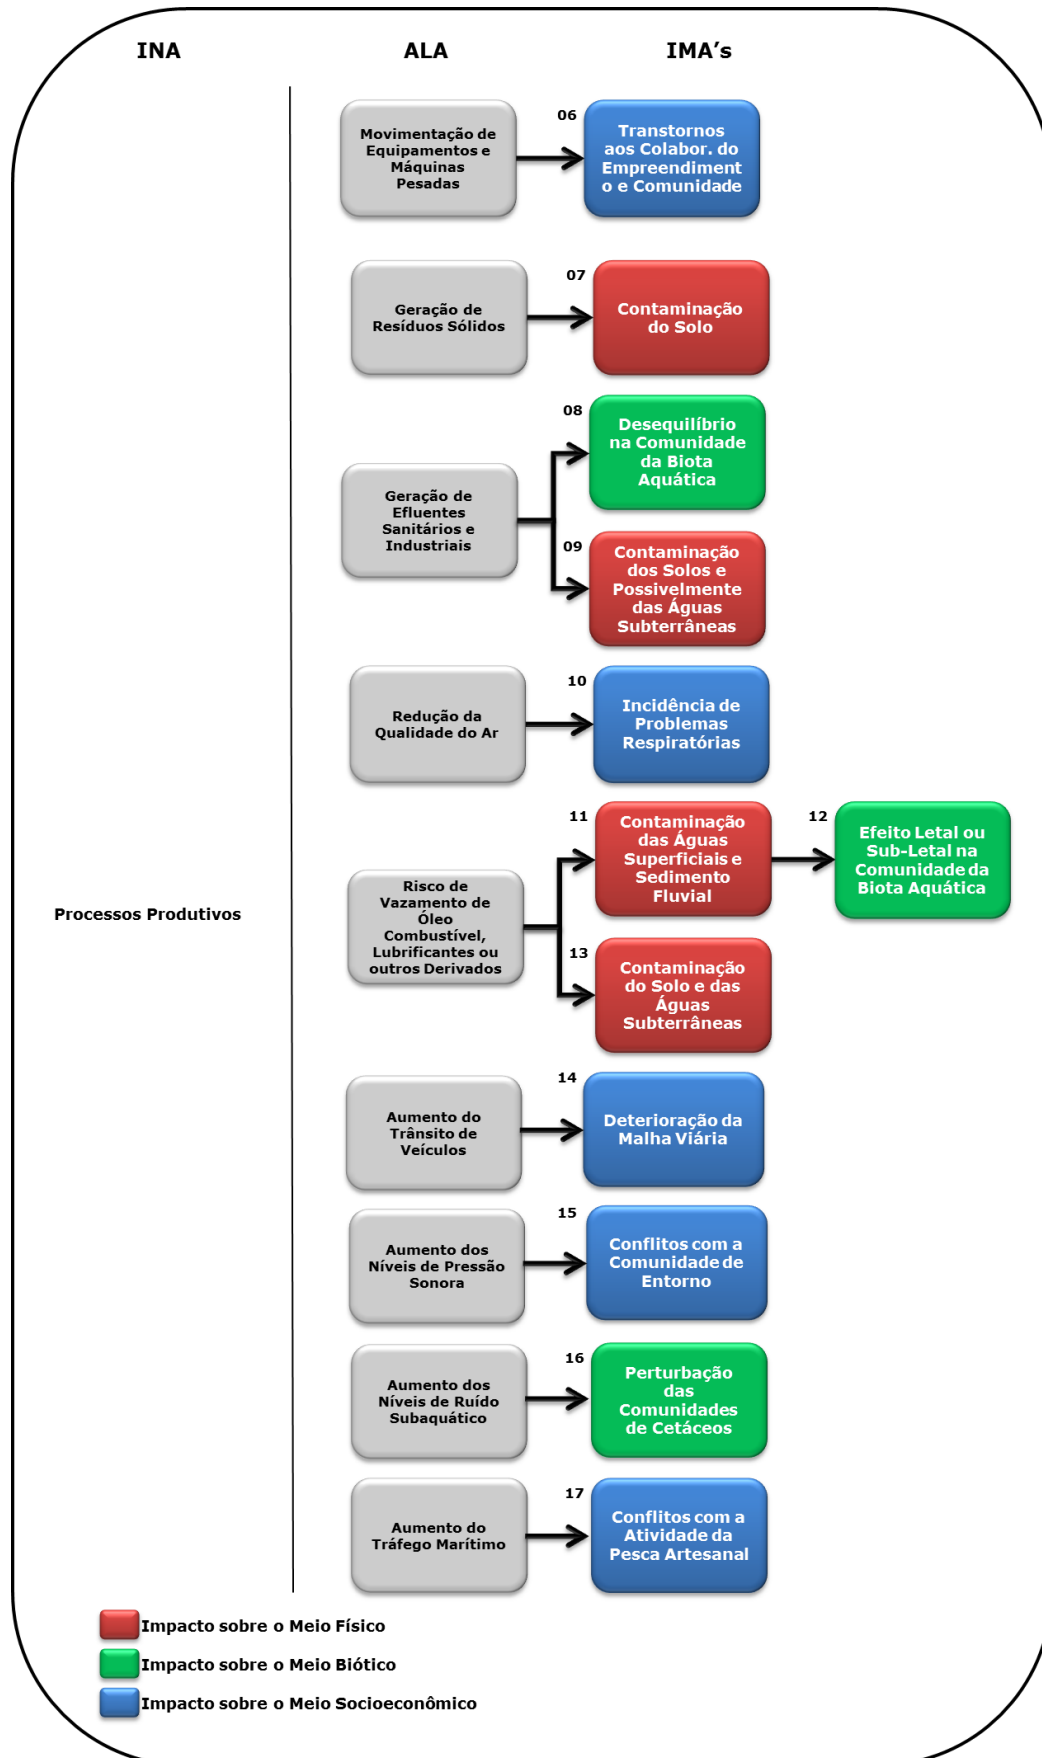 INA
ALA
IMA's
Processos Produtivos
Movimentação de
Equipamentos e
Máquinas
Pesadas
06
Transtornos
aos Colabor. do
Empreendiment
o e Comunidade
Geração de
Resíduos Sólidos
07
Contaminação
do Solo
Geração de
Efluentes
Sanitários e
Industriais
08
Desequilíbrio
na Comunidade
da Biota
Aquática
09
Contaminação
dos Solos e
Possivelmente
das Águas
Subterrâneas
Redução da
Qualidade do Ar
10
Incidência de
Problemas
Respiratórias
Risco de
Vazamento de
Óleo
Combustível,
Lubrificantes ou
outros Derivados
11
Contaminação
das Águas
Superficiais e
Sedimento
Fluvial
12
Efeito Letal ou
Sub-Letal na
Comunidade da
Biota Aquática
13
Contaminação
do Solo e das
Águas
Subterrâneas
Aumento do
Trânsito de
Veículos
14
Deterioração da
Malha Viária
Aumento dos
Níveis de Pressão
Sonora
15
Conflitos com a
Comunidade de
Entorno
Aumento dos
Níveis de Ruído
Subaquático
16
Perturbação
das
Comunidades
de Cetáceos
Aumento do
Tráfego Marítimo
17
Conflitos com a
Atividade da
Pesca Artesanal
Impacto sobre o Meio Físico
Impacto sobre o Meio Biótico
Impacto sobre o Meio Socioeconômico